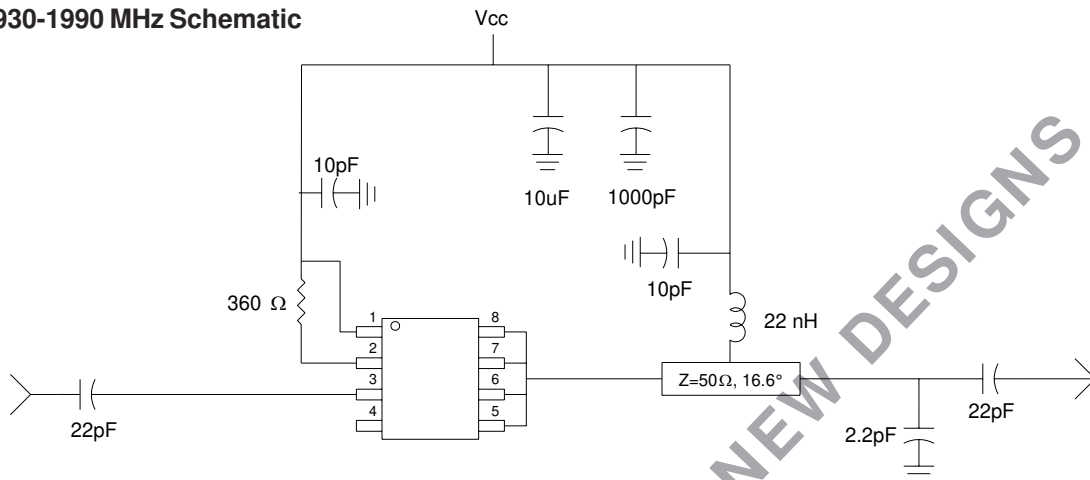 930-1990 MHz Schematic
Vcc
10pF
10uF
1000pF
10pF
360 Ω
22 nH
1
8
2
7
3
6
4
5
Z=50Ω, 16.6°
22pF
22pF
2.2pF
NEW DESIGNS